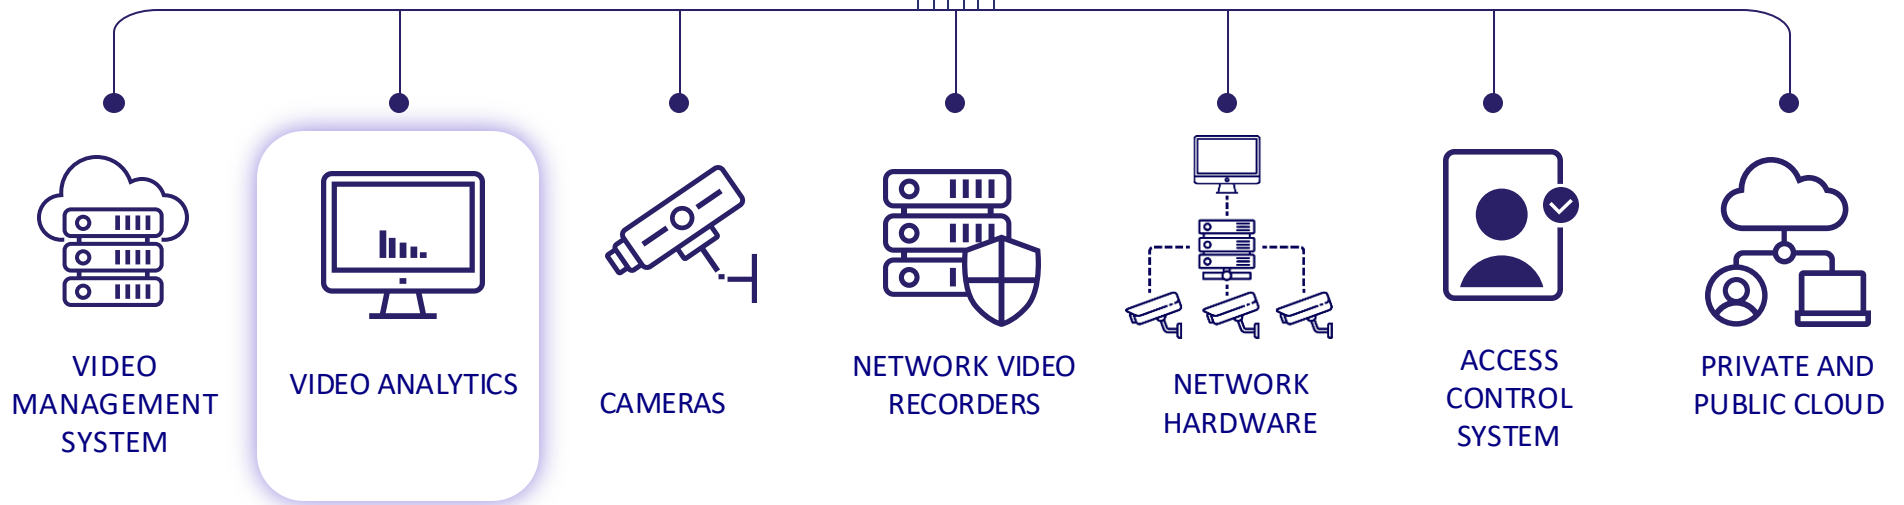 VIDEO
MANAGEMENT
SYSTEM
VIDEO ANALYTICS
CAMERAS
NETWORK VIDEO
RECORDERS
NETWORK
HARDWARE
ACCESS
CONTROL
SYSTEM
PRIVATE AND
PUBLIC CLOUD